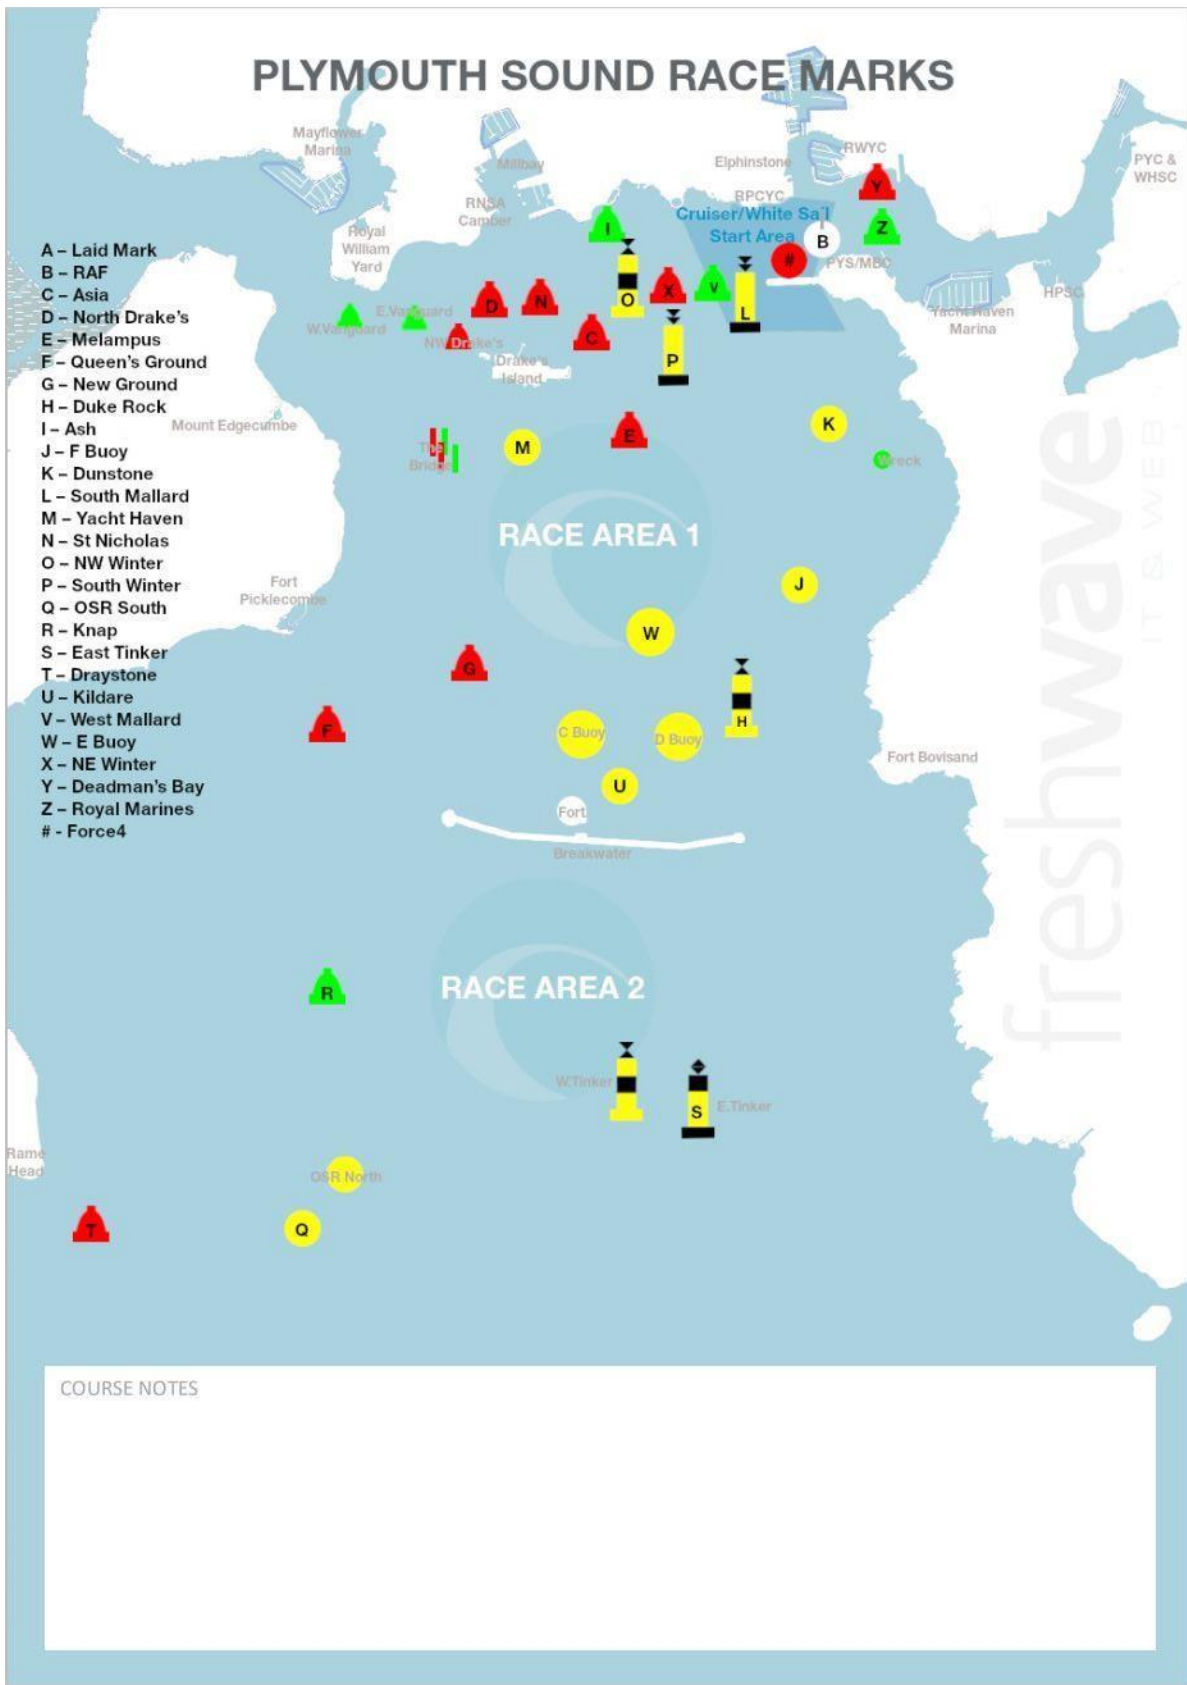 PLYMOUTH SOUND RACE MARKS
Mayflower
Marina
Millbay
Elphinstone
RWYC
PYC &
WHSC
RNSA
Camber
RPCYC
Cruiser/White Sail
Start Area
Royal
William
Yard
PYS/MBC
HPSC
Yacht Haven
Marina
W.Vanguard
E.Vanguard
NW Drake's
Drake's
Island
Mount Edgecumbe
The
Bridge
Wreck
Y
Z
I
B
#
D
N
O
X
V
L
C
P
E
M
K
A – Laid Mark
B – RAF
C – Asia
D – North Drake's
E – Melampus
F – Queen's Ground
G – New Ground
H – Duke Rock
I – Ash
J – F Buoy
K – Dunstone
L – South Mallard
M – Yacht Haven
N – St Nicholas
O – NW Winter
P – South Winter
Q – OSR South
R – Knap
S – East Tinker
T – Draystone
U – Kildare
V – West Mallard
W – E Buoy
X – NE Winter
Y – Deadman's Bay
Z – Royal Marines
# - Force4
RACE AREA 1
Fort
Picklecombe
J
W
G
H
F
C Buoy
D Buoy
U
Fort Bovisand
Fort
Breakwater
freshwave
IT & WEB
RACE AREA 2
R
W.Tinker
S
E.Tinker
Rame
Head
OSR North
T
Q
COURSE NOTES